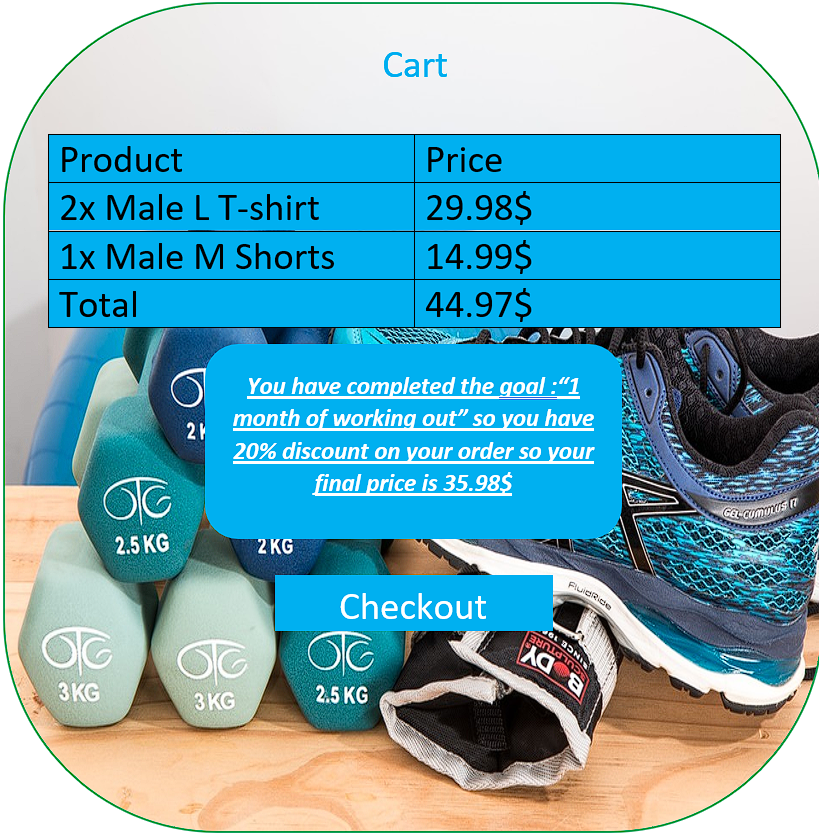 Cart
Product Price
2x Male L T-shirt 29.98$
1x Male M Shorts 14.99$
Total 44.97$
You have completed the goal :“1
month of working out” so you have
20% discount on your order so your
final price is 35.98$
2 K
GEL-CUMULUS
2.5 KG
2 KG
FluidRide
Checkout
SINCE 19
BODY
SCULPTURE
3 KG
3 KG
2.5 KG